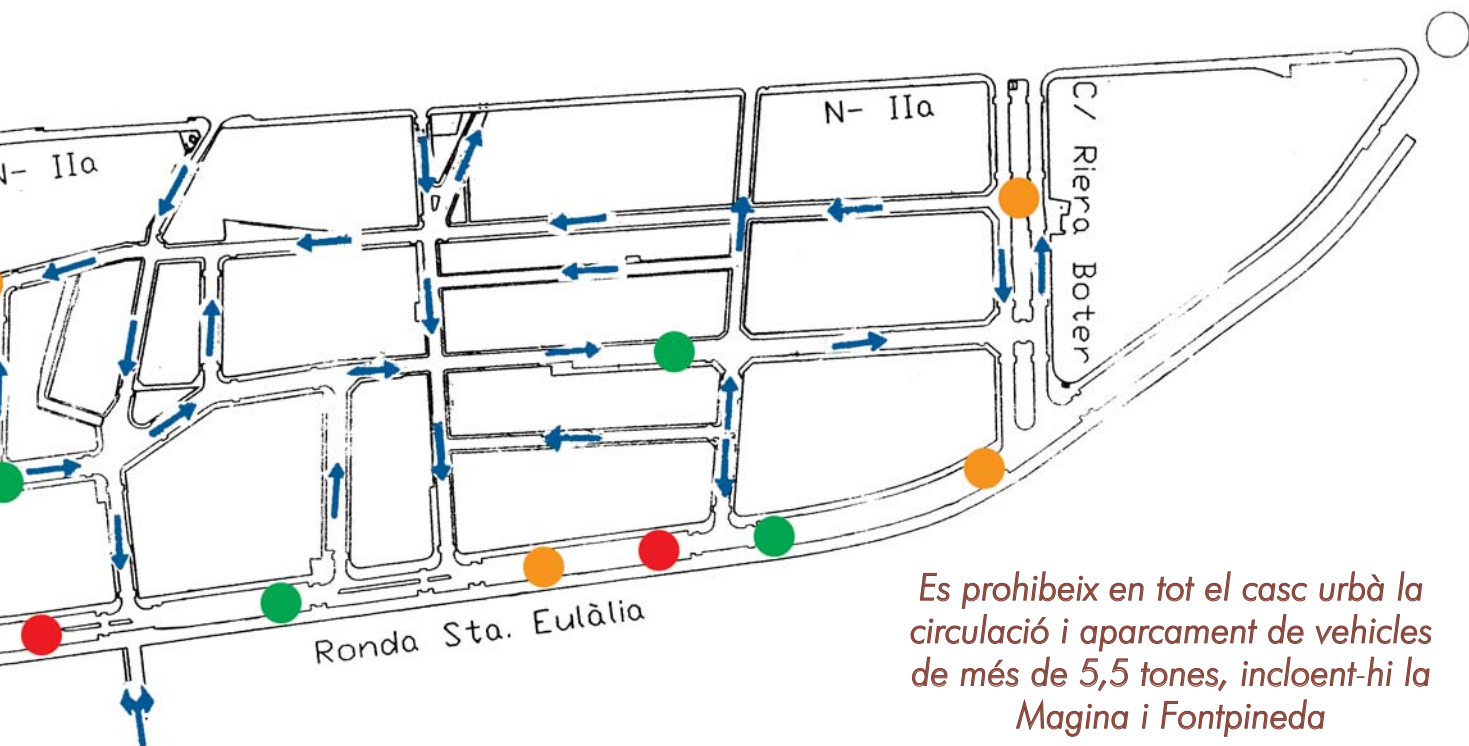 N- IIa
N- IIa
C/ Riera Boter
Ronda Sta. Eulàlia
Es prohibeix en tot el casc urbà la
circulació i aparcament de vehicles
de més de 5,5 tones, incloent-hi la
Magina i Fontpineda